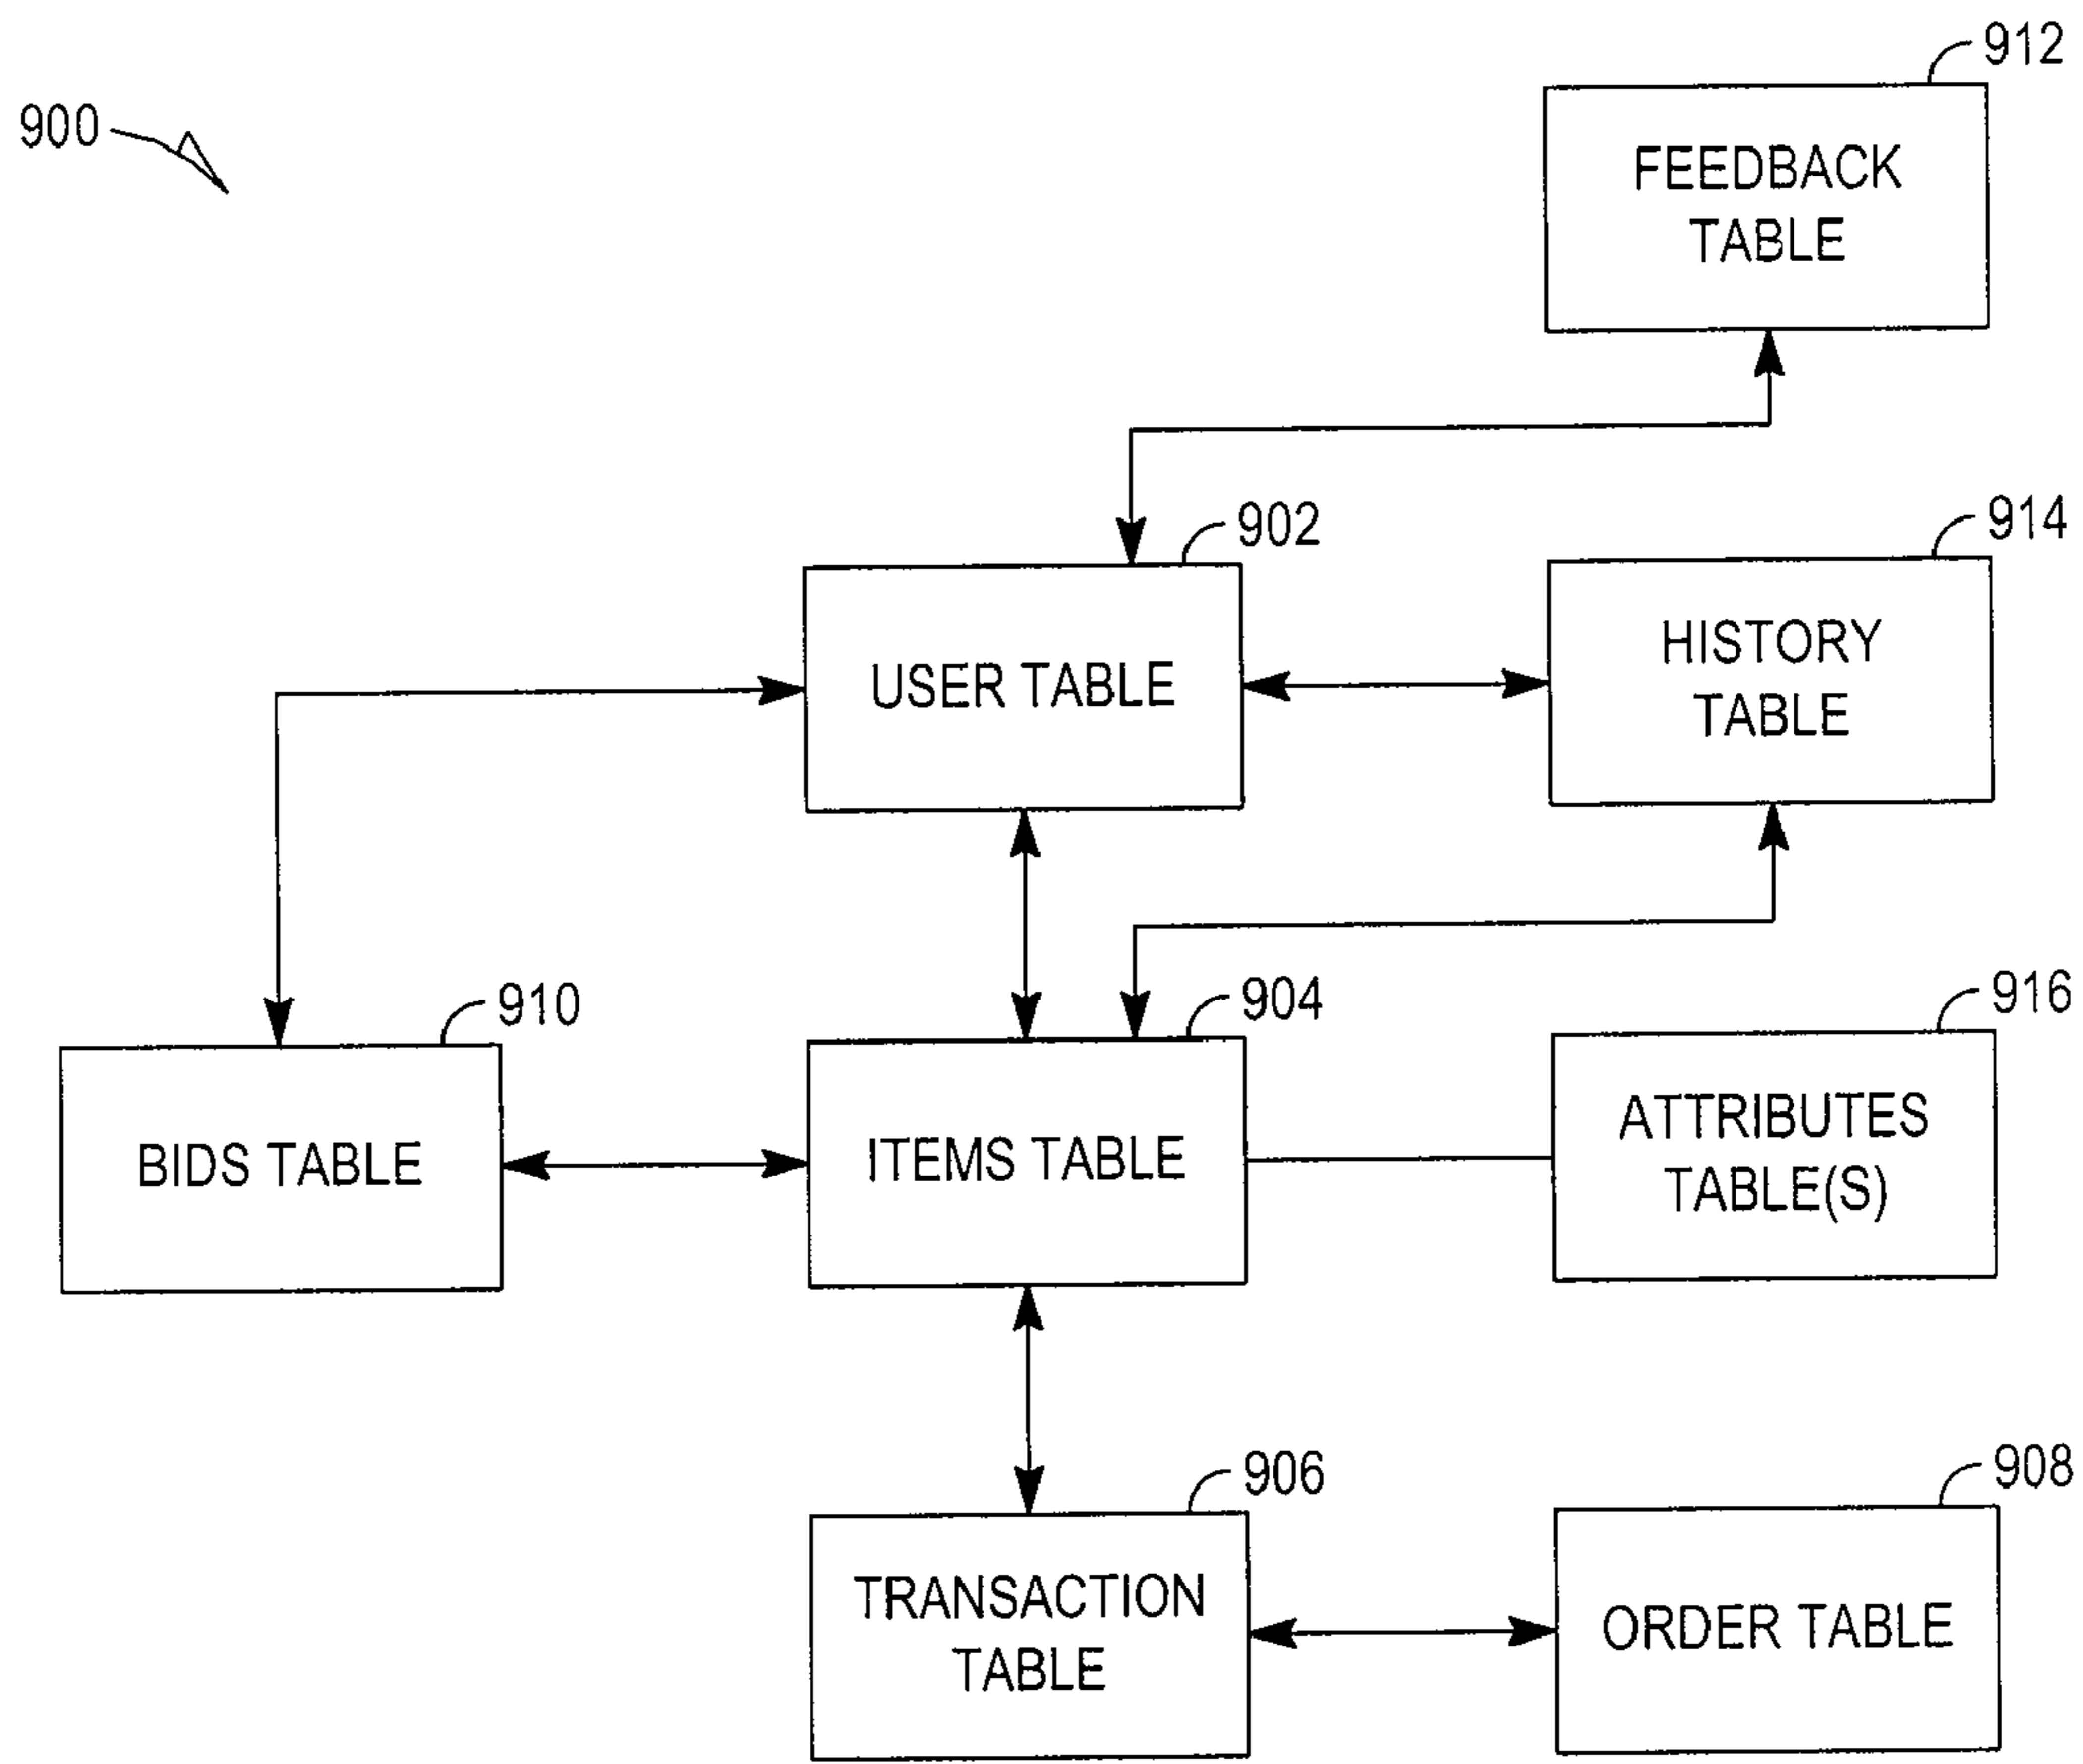 912
900
FEEDBACK
TABLE
902
914
USER TABLE
HISTORY
TABLE
910
904
916
BIDS TABLE
ITEMS TABLE
ATTRIBUTES
TABLE(S)
906
908
TRANSACTION
TABLE
ORDER TABLE